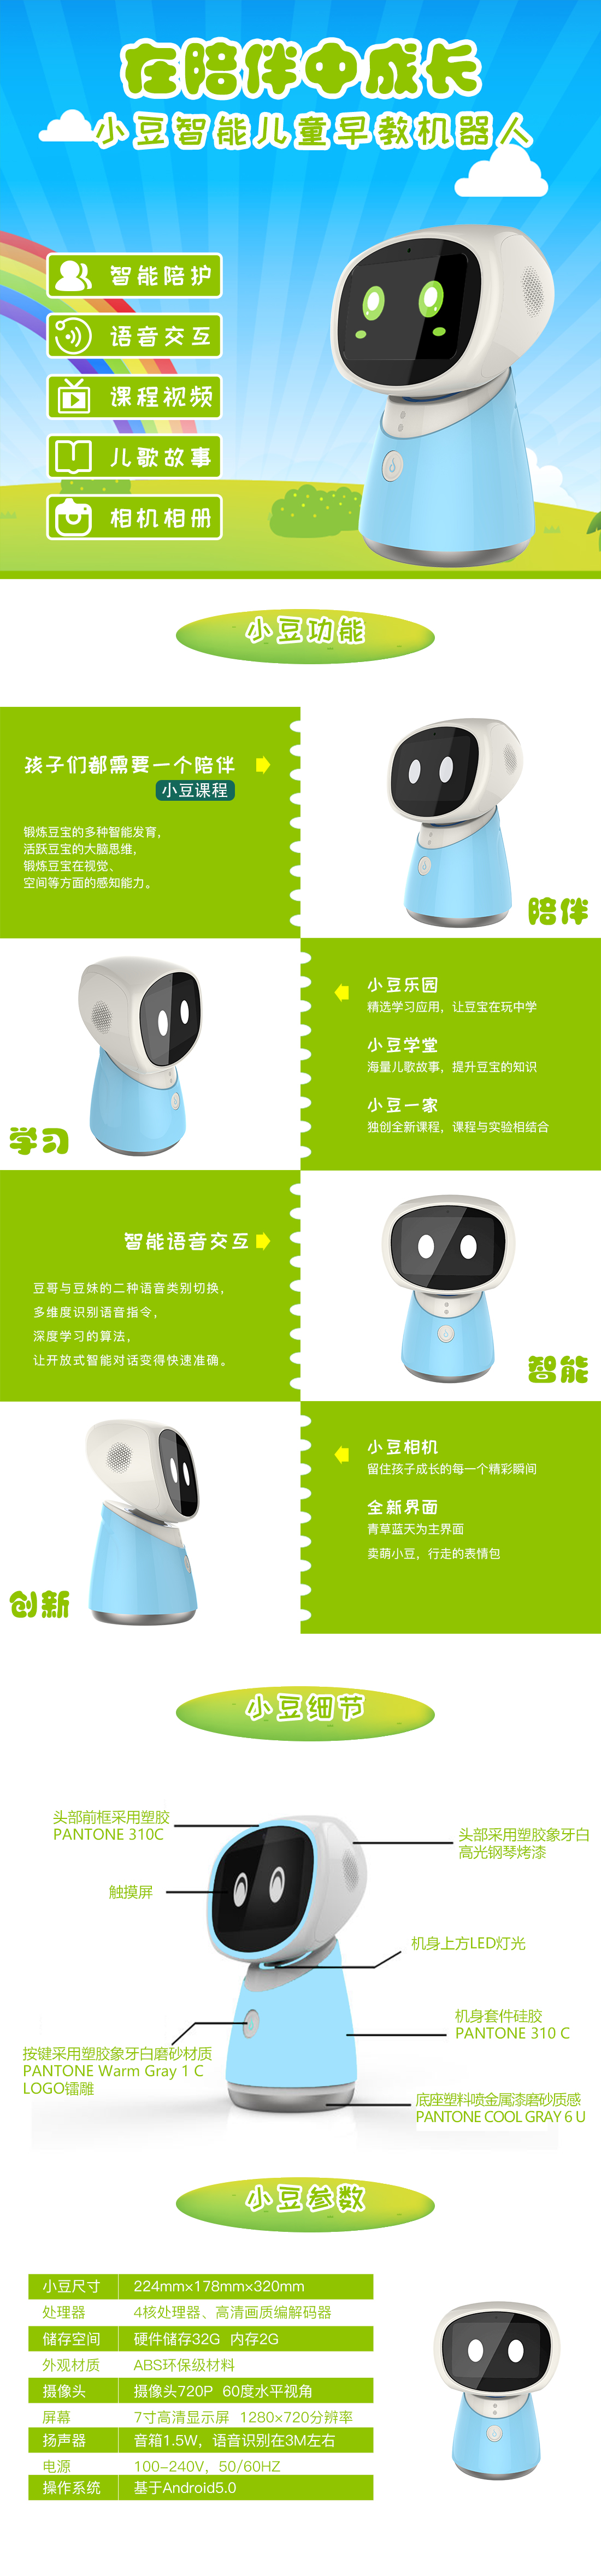 在陪伴中成长
小豆智能儿童早教机器人
智能陪护
语音交互
课程视频
儿歌故事
相机相册
小豆功能
孩子们都需要一个陪伴
小豆课程
锻炼豆宝的多种智能发育，
活跃豆宝的大脑思维，
锻炼豆宝在视觉、
空间等方面的感知能力。
陪伴
小豆乐园
精选学习应用，让豆宝在玩中学
小豆学堂
海量儿歌故事，提升豆宝的知识
小豆一家
独创全新课程，课程与实验相结合
学习
智能语音交互
豆哥与豆妹的二种语音类别切换，
多维度识别语音指令，
深度学习的算法，
让开放式智能对话变得快速准确。
智能
小豆相机
留住孩子成长的每一个精彩瞬间
全新界面
青草蓝天为主界面
卖萌小豆，行走的表情包
创新
小豆细节
头部前框采用塑胶
PANTONE 310C
头部采用塑胶象牙白
高光钢琴烤漆
触摸屏
机身上方LED灯光
机身套件硅胶
PANTONE 310 C
按键采用塑胶象牙白磨砂材质
PANTONE Warm Gray 1 C
LOGO镭雕
底座塑料喷金属漆磨砂质感
PANTONE COOL GRAY 6 U
小豆参数
小豆尺寸 224mm×178mm×320mm
处理器 4核处理器、高清画质编解码器
储存空间 硬件储存32G 内存2G
外观材质 ABS环保级材料
摄像头 摄像头720P 60度水平视角
屏幕 7寸高清显示屏 1280×720分辨率
扬声器 音箱1.5W，语音识别在3M左右
电源 100-240V，50/60HZ
操作系统 基于Android5.0